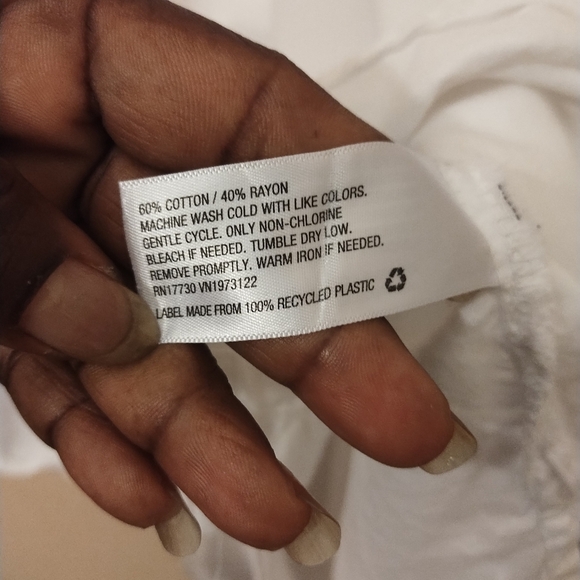 60% COTTON / 40% RAYON
MACHINE WASH COLD WITH LIKE COLORS.
GENTLE CYCLE. ONLY NON-CHLORINE
BLEACH IF NEEDED. TUMBLE DRY LOW.
REMOVE PROMPTLY. WARM IRON IF NEEDED.
RN17730 VN1973122
LABEL MADE FROM 100% RECYCLED PLASTIC